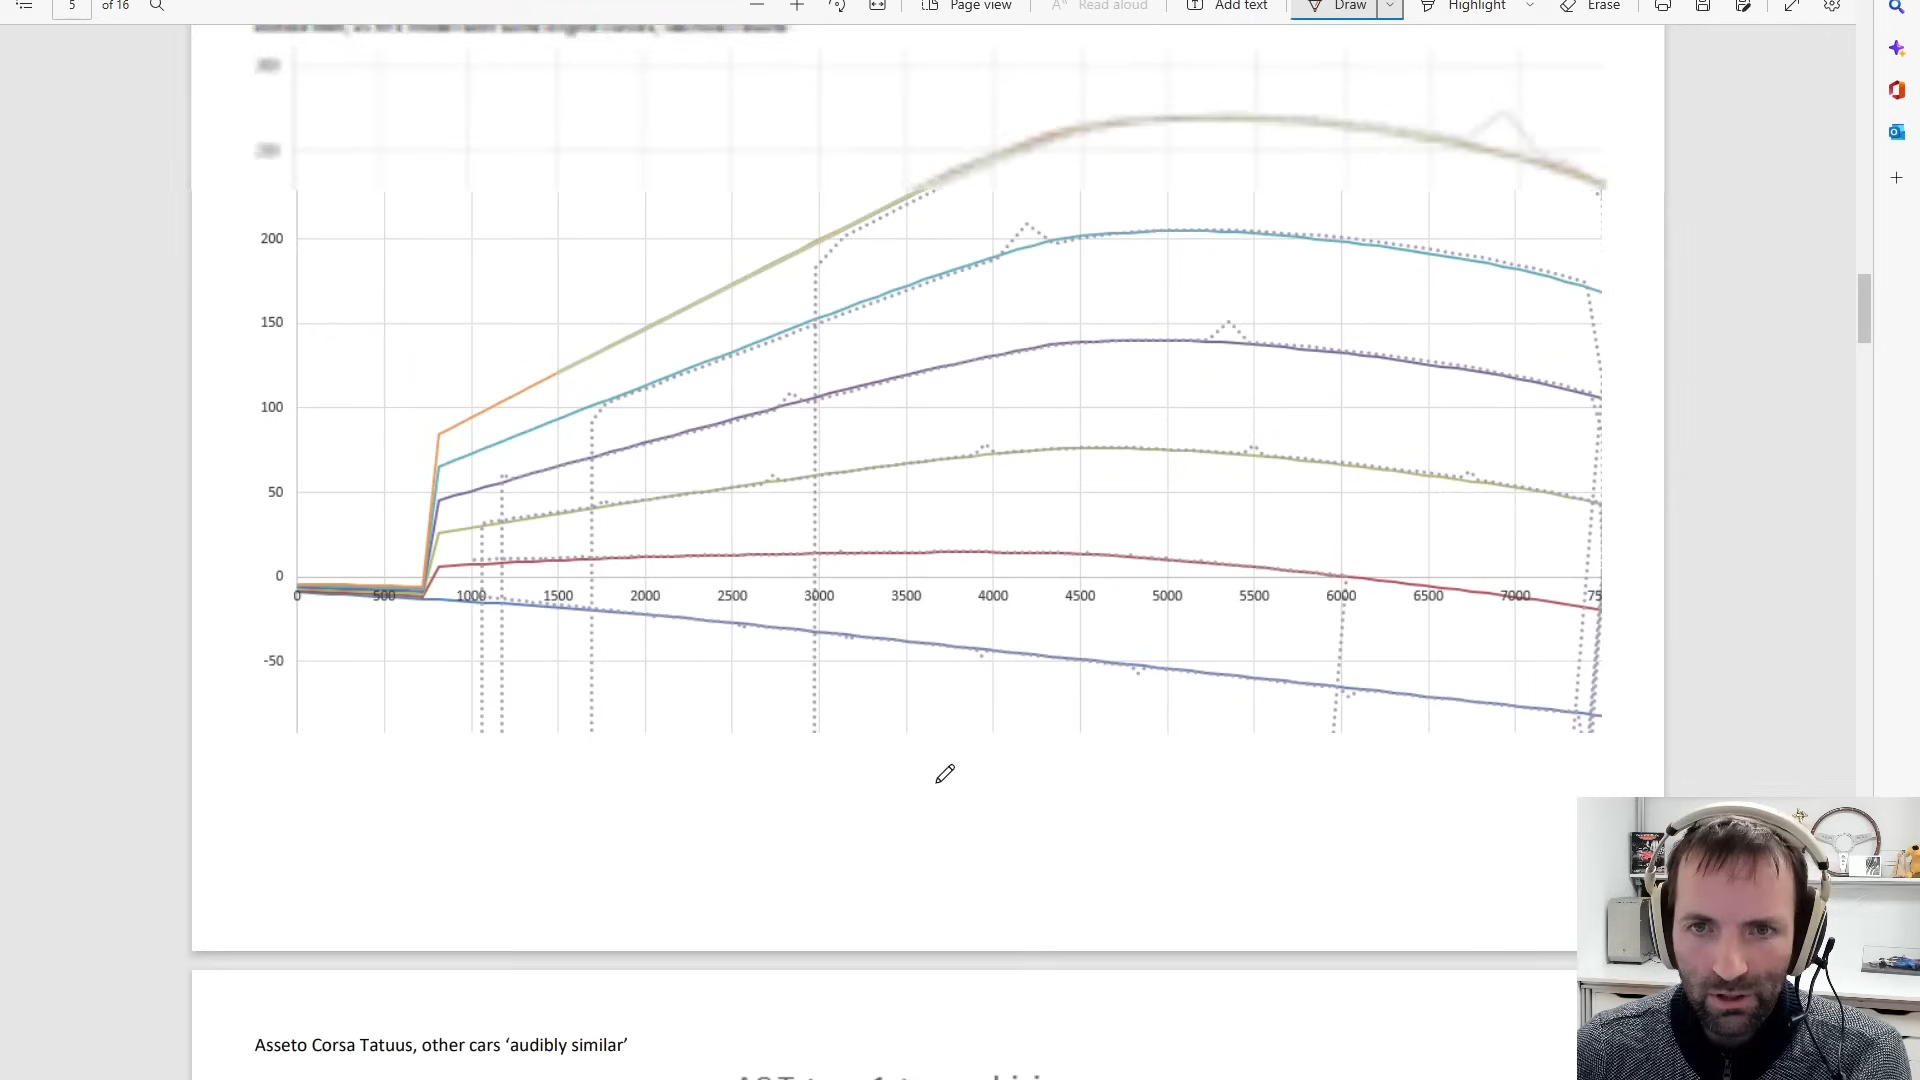 5 of 16 Page view Read aloud Add text Draw Highlight Erase
200
150
100
50
0
0 500 1000 1500 2000 2500 3000 3500 4000 4500 5000 5500 6000 6500 7000 75
-50
Asseto Corsa Tatuus, other cars ‘audibly similar’